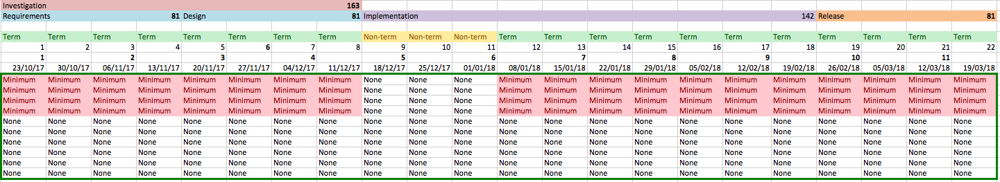 Investigation 163
Requirements 81 Design 81 Implementation 142 Release 81
Term Term Term Term Term Term Term Term Non-term Non-term Non-term Term Term Term Term Term Term Term Term Term Term Term
1 2 3 4 5 6 7 8 9 10 11 12 13 14 15 16 17 18 19 20 21 22
1 2 3 4 5 6 7 8 9 10 11
23/10/17 30/10/17 06/11/17 13/11/17 20/11/17 27/11/17 04/12/17 11/12/17 18/12/17 25/12/17 01/01/18 08/01/18 15/01/18 22/01/18 29/01/18 05/02/18 12/02/18 19/02/18 26/02/18 05/03/18 12/03/18 19/03/18
Minimum Minimum Minimum Minimum Minimum Minimum Minimum Minimum None None None Minimum Minimum Minimum Minimum Minimum Minimum Minimum Minimum Minimum Minimum Minimum
Minimum Minimum Minimum Minimum Minimum Minimum Minimum Minimum None None None Minimum Minimum Minimum Minimum Minimum Minimum Minimum Minimum Minimum Minimum Minimum
Minimum Minimum Minimum Minimum Minimum Minimum Minimum Minimum None None None Minimum Minimum Minimum Minimum Minimum Minimum Minimum Minimum Minimum Minimum Minimum
Minimum Minimum Minimum Minimum Minimum Minimum Minimum Minimum None None None Minimum Minimum Minimum Minimum Minimum Minimum Minimum Minimum Minimum Minimum Minimum
None None None None None None None None None None None None None None None None None None None None None None
None None None None None None None None None None None None None None None None None None None None None None
None None None None None None None None None None None None None None None None None None None None None None
None None None None None None None None None None None None None None None None None None None None None None
None None None None None None None None None None None None None None None None None None None None None None
None None None None None None None None None None None None None None None None None None None None None None